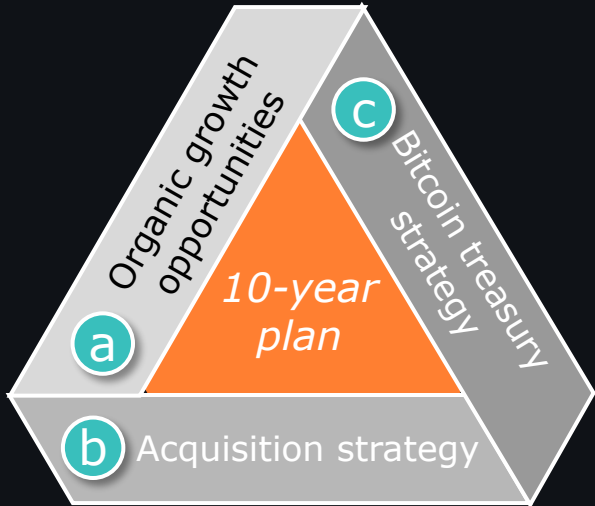 a
Organic growth
opportunities
b
Acquisition strategy
c
Bitcoin treasury
strategy
10-year
plan